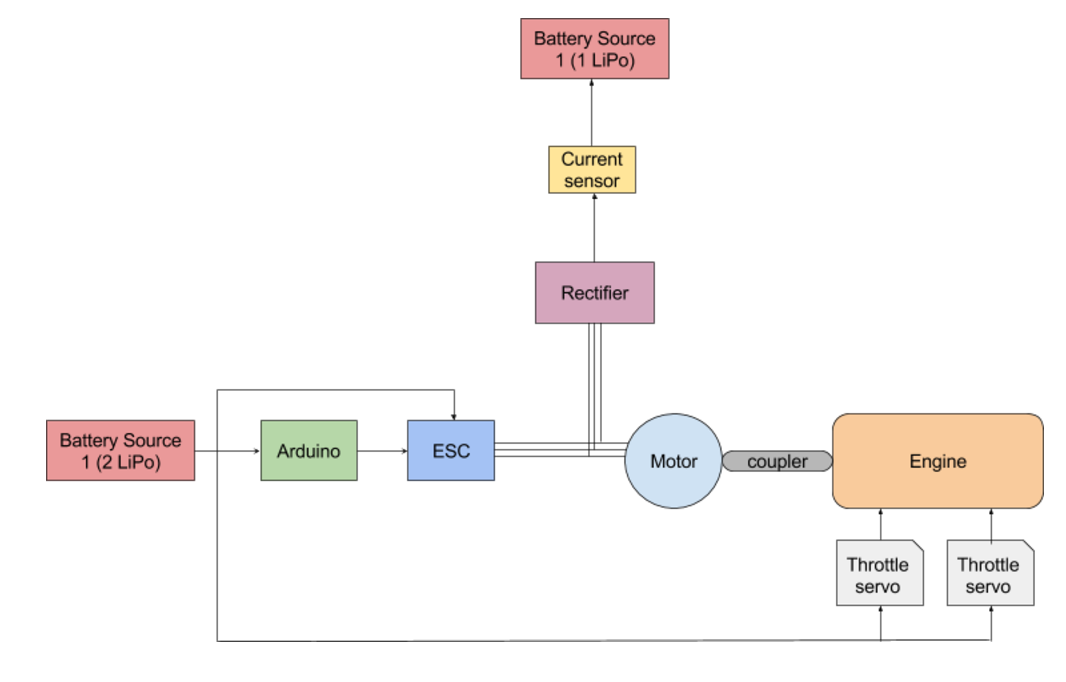 Battery Source
1 (1 LiPo)
Current
sensor
Rectifier
Battery Source
1 (2 LiPo)
Arduino
ESC
Motor
coupler
Engine
Throttle
servo
Throttle
servo